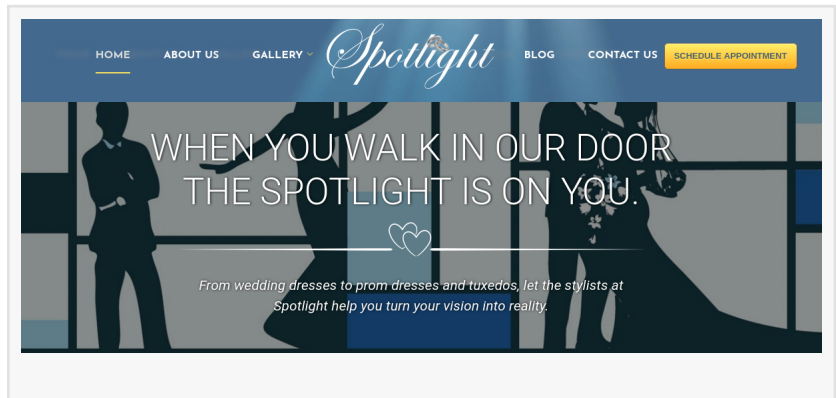 HOME ABOUT US GALLERY Spotlight BLOG CONTACT US SCHEDULE APPOINTMENT
WHEN YOU WALK IN OUR DOOR
THE SPOTLIGHT IS ON YOU.
From wedding dresses to prom dresses and tuxedos, let the stylists at
Spotlight help you turn your vision into reality.